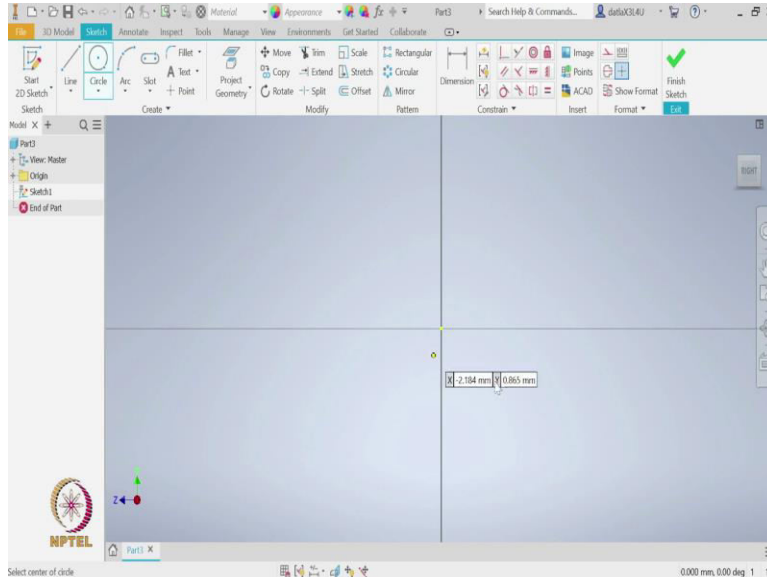 Material Appearance fx Part3 Search Help & Commands... datlaX3L4U
File 3D Model Sketch Annotate Inspect Tools Manage View Environments Get Started Collaborate
Start 2D Sketch Line Circle Arc Slot Fillet Text Point Project Geometry Move Copy Rotate Trim Extend Split Scale Stretch Offset Rectangular Circular Mirror Dimension Image Points ACAD Show Format Finish Sketch
Sketch Create Modify Pattern Constrain Insert Format Exit
Model X +
Part3
View: Master
Origin
Sketch1
End of Part
RIGHT
X -2.184 mm Y 0.865 mm
Z
NPTEL
Part3 X
Select center of circle 0.000 mm, 0.00 deg 1